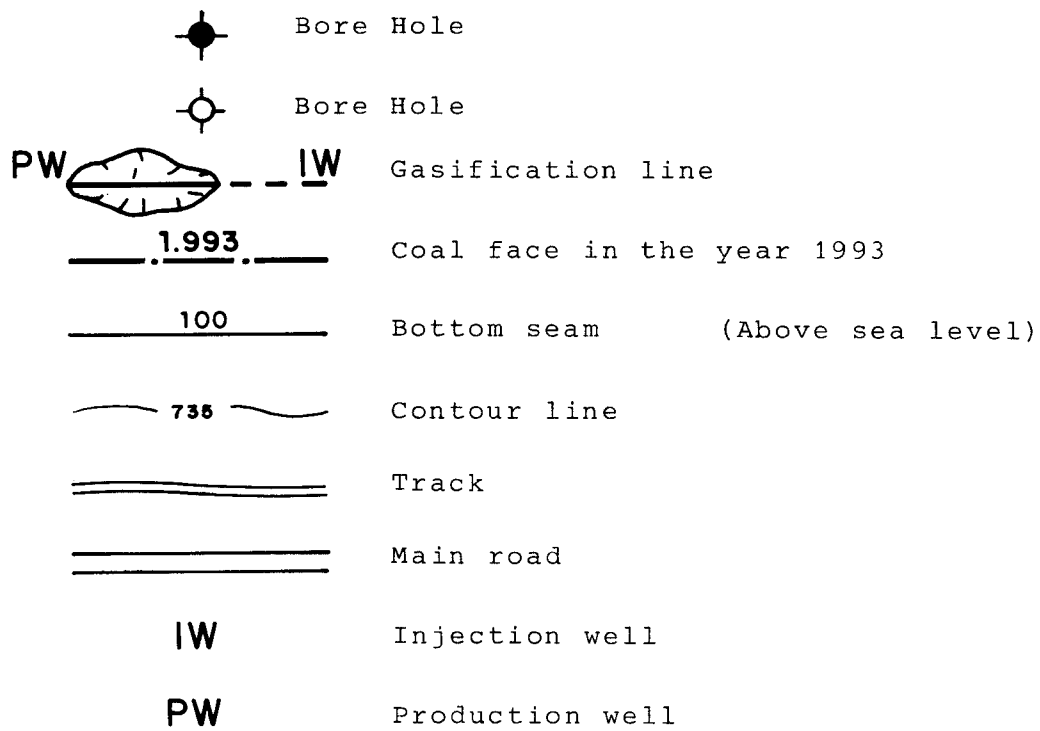 Bore Hole
Bore Hole
PW IW Gasification line
1.993 Coal face in the year 1993
100 Bottom seam (Above sea level)
735 Contour line
Track
Main road
IW Injection well
PW Production well